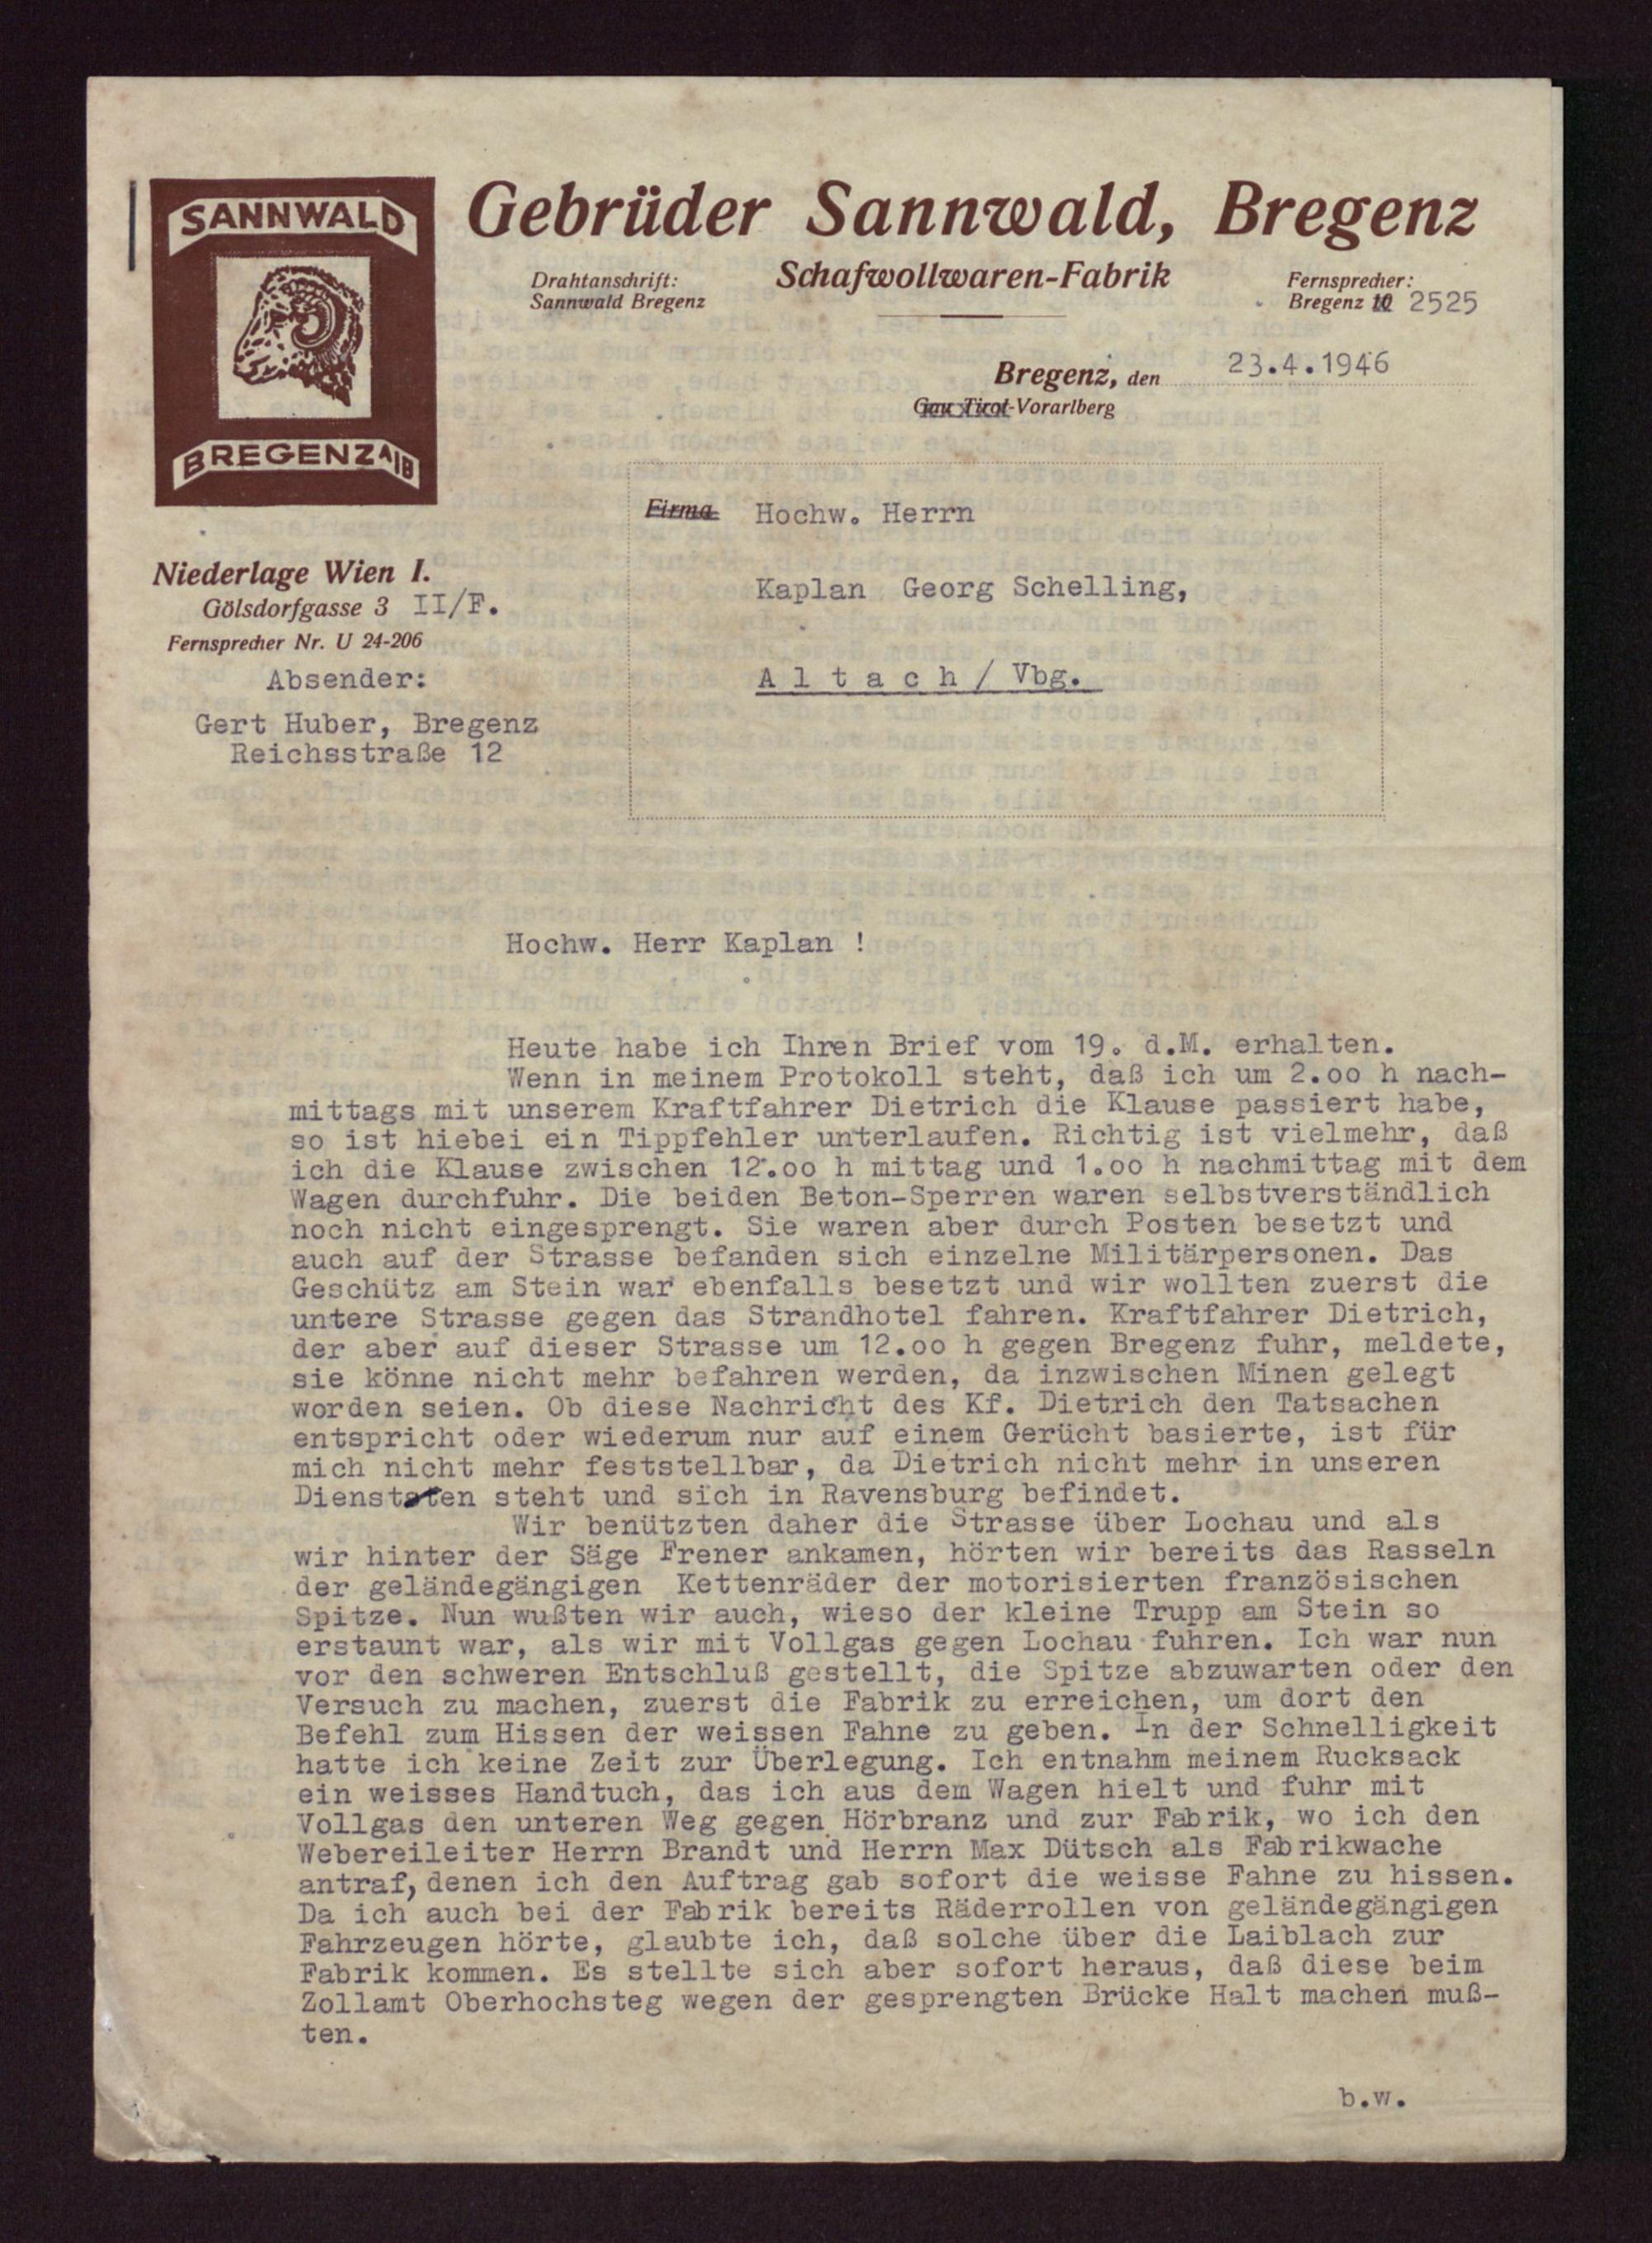 SANNWALD
BREGENZ A/B
Gebrüder Sannwald, Bregenz
Drahtanschrift:
Sannwald Bregenz
Schafwollwaren-Fabrik
Fernsprecher:
Bregenz 2525
Bregenz, den 23.4.1946
Gau Tirol-Vorarlberg
Firma Hochw. Herrn
Kaplan Georg Schelling,
A l t a c h / Vbg.
Niederlage Wien I.
Gölsdorfgasse 3 II/F.
Fernsprecher Nr. U 24-206
Absender:
Gert Huber, Bregenz
Reichsstraße 12
Hochw. Herr Kaplan !
Heute habe ich Ihren Brief vom 19. d.M. erhalten.
Wenn in meinem Protokoll steht, daß ich um 2.oo h nach-
mittags mit unserem Kraftfahrer Dietrich die Klause passiert habe,
so ist hiebei ein Tippfehler unterlaufen. Richtig ist vielmehr, daß
ich die Klause zwischen 12.oo h mittag und 1.oo h nachmittag mit dem
Wagen durchfuhr. Die beiden Beton-Sperren waren selbstverständlich
noch nicht eingesprengt. Sie waren aber durch Posten besetzt und
auch auf der Strasse befanden sich einzelne Militärpersonen. Das
Geschütz am Stein war ebenfalls besetzt und wir wollten zuerst die
untere Strasse gegen das Strandhotel fahren. Kraftfahrer Dietrich,
der aber auf dieser Strasse um 12.oo h gegen Bregenz fuhr, meldete,
sie könne nicht mehr befahren werden, da inzwischen Minen gelegt
worden seien. Ob diese Nachricht des Kf. Dietrich den Tatsachen
entspricht oder wiederum nur auf einem Gerücht basierte, ist für
mich nicht mehr feststellbar, da Dietrich nicht mehr in unseren
Diensten steht und sich in Ravensburg befindet.
Wir benützten daher die Strasse über Lochau und als
wir hinter der Säge Frener ankamen, hörten wir bereits das Rasseln
der geländegängigen Kettenräder der motorisierten französischen
Spitze. Nun wußten wir auch, wieso der kleine Trupp am Stein so
erstaunt war, als wir mit Vollgas gegen Lochau fuhren. Ich war nun
vor den schweren Entschluß gestellt, die Spitze abzuwarten oder den
Versuch zu machen, zuerst die Fabrik zu erreichen, um dort den
Befehl zum Hissen der weissen Fahne zu geben. In der Schnelligkeit
hatte ich keine Zeit zur Überlegung. Ich entnahm meinem Rucksack
ein weisses Handtuch, das ich aus dem Wagen hielt und fuhr mit
Vollgas den unteren Weg gegen Hörbranz und zur Fabrik, wo ich den
Webereileiter Herrn Brandt und Herrn Max Dütsch als Fabrikwache
antraf, denen ich den Auftrag gab sofort die weisse Fahne zu hissen.
Da ich auch bei der Fabrik bereits Räderrollen von geländegängigen
Fahrzeugen hörte, glaubte ich, daß solche über die Laiblach zur
Fabrik kommen. Es stellte sich aber sofort heraus, daß diese beim
Zollamt Oberhochsteg wegen der gesprengten Brücke Halt machen muß-
ten.
b.w.